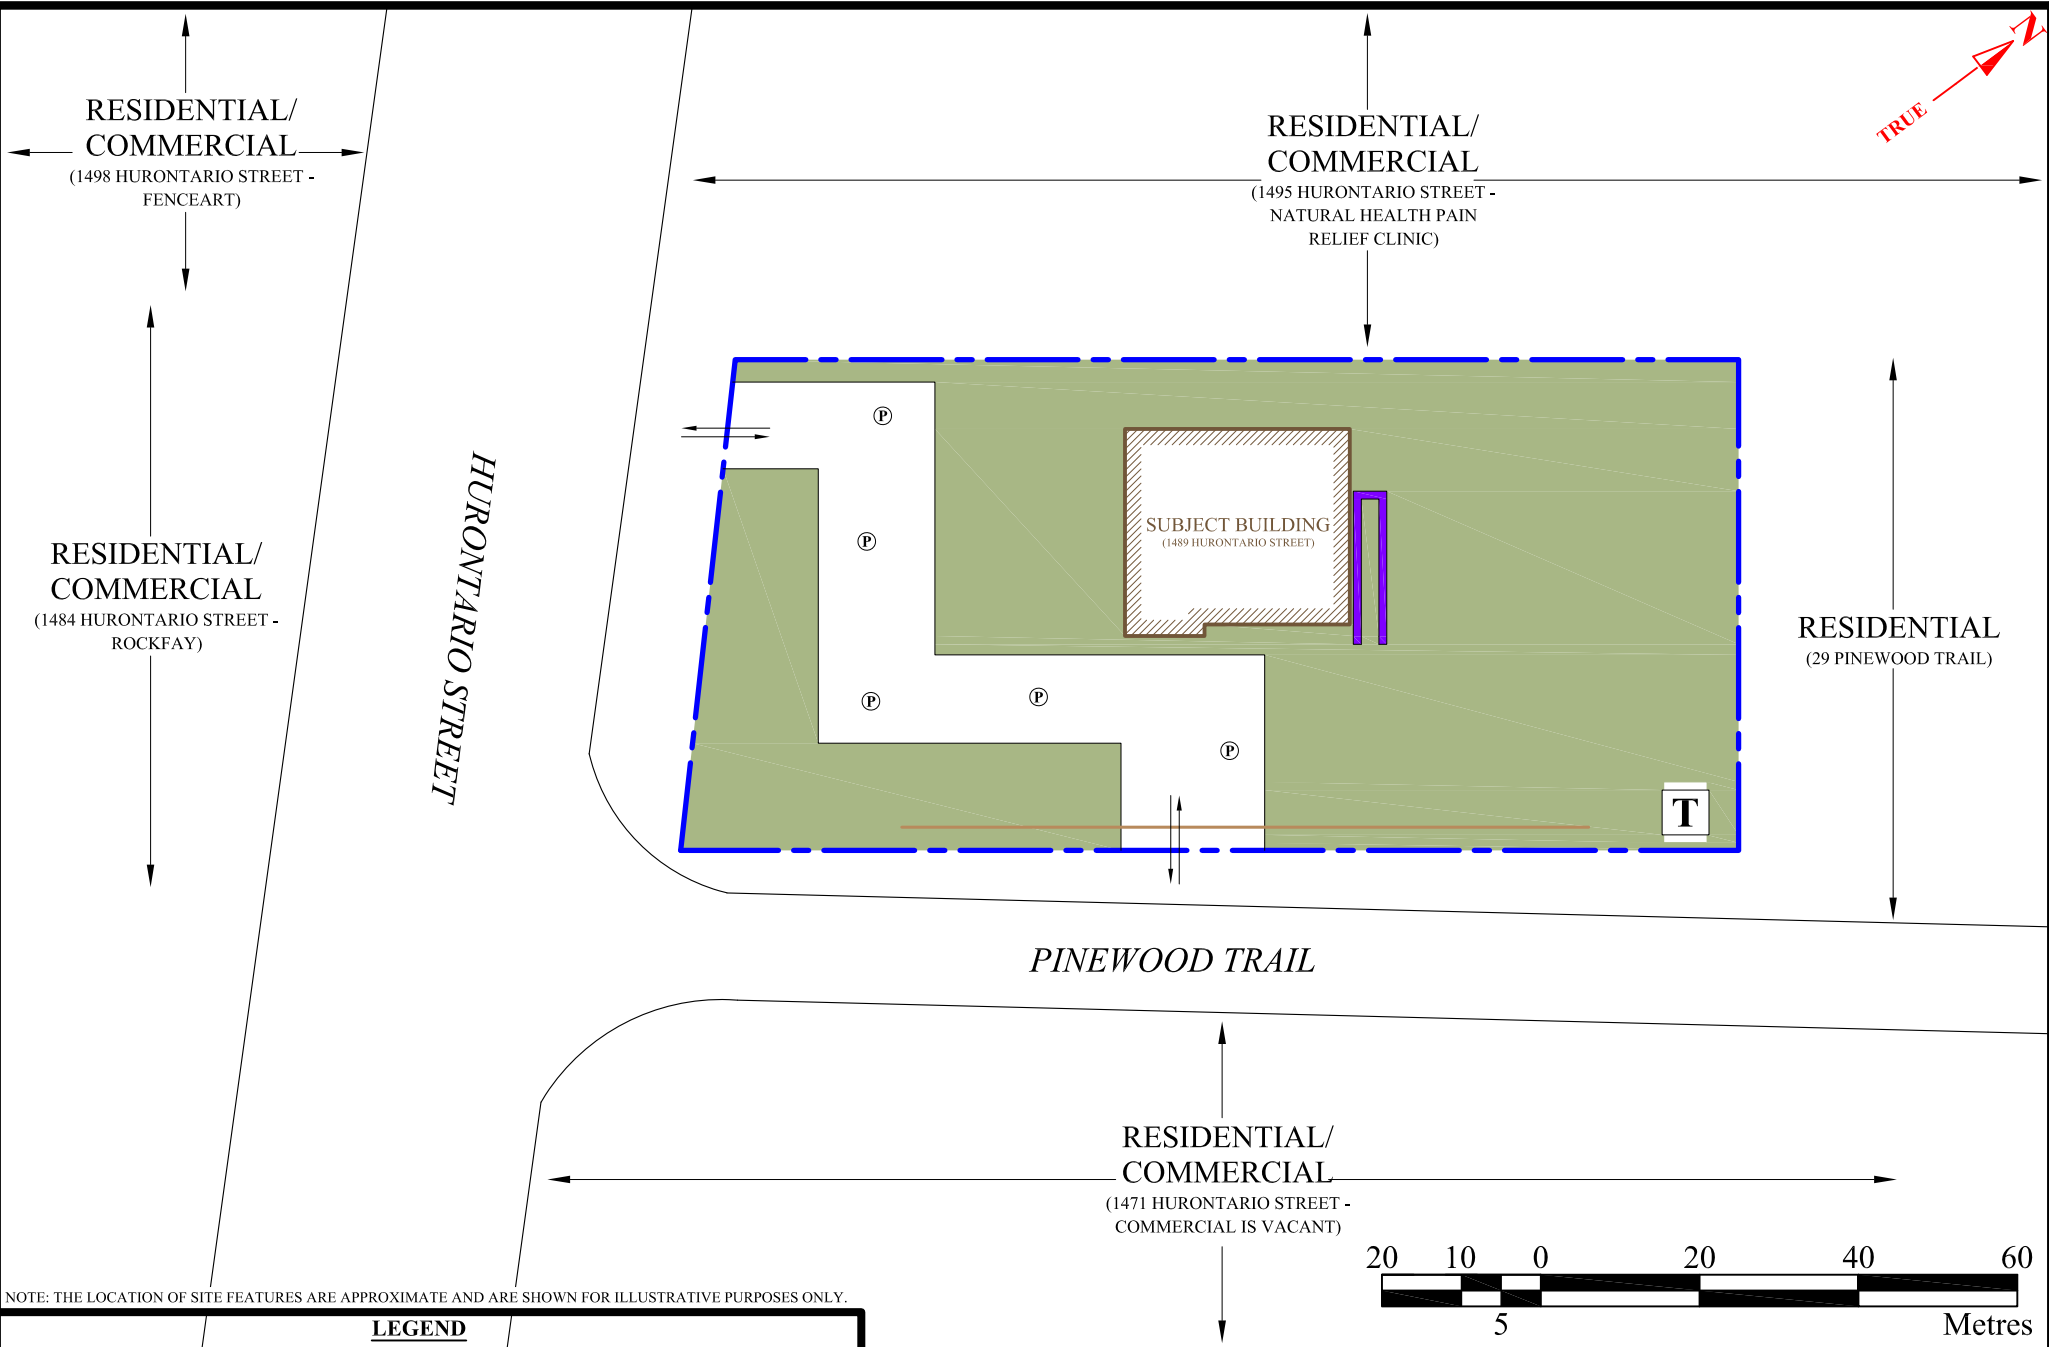 RESIDENTIAL/
COMMERCIAL
(1498 HURONTARIO STREET -
FENCEART)
RESIDENTIAL/
COMMERCIAL
(1495 HURONTARIO STREET -
NATURAL HEALTH PAIN
RELIEF CLINIC)
TRUE
N
RESIDENTIAL/
COMMERCIAL
(1484 HURONTARIO STREET -
ROCKFAY)
HURONTARIO STREET
P
P
P
P
P
SUBJECT BUILDING
(1489 HURONTARIO STREET)
RESIDENTIAL
(29 PINEWOOD TRAIL)
T
PINEWOOD TRAIL
RESIDENTIAL/
COMMERCIAL
(1471 HURONTARIO STREET -
COMMERCIAL IS VACANT)
20 10 0 20 40 60
5
Metres
NOTE: THE LOCATION OF SITE FEATURES ARE APPROXIMATE AND ARE SHOWN FOR ILLUSTRATIVE PURPOSES ONLY.
LEGEND